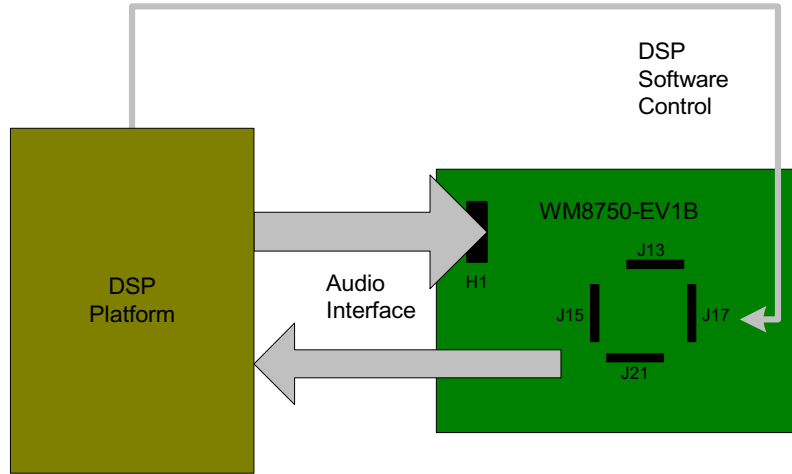 DSP
Software
Control
WM8750-EV1B
J13
H1
DSP
Platform
Audio
Interface
J15
J17
J21